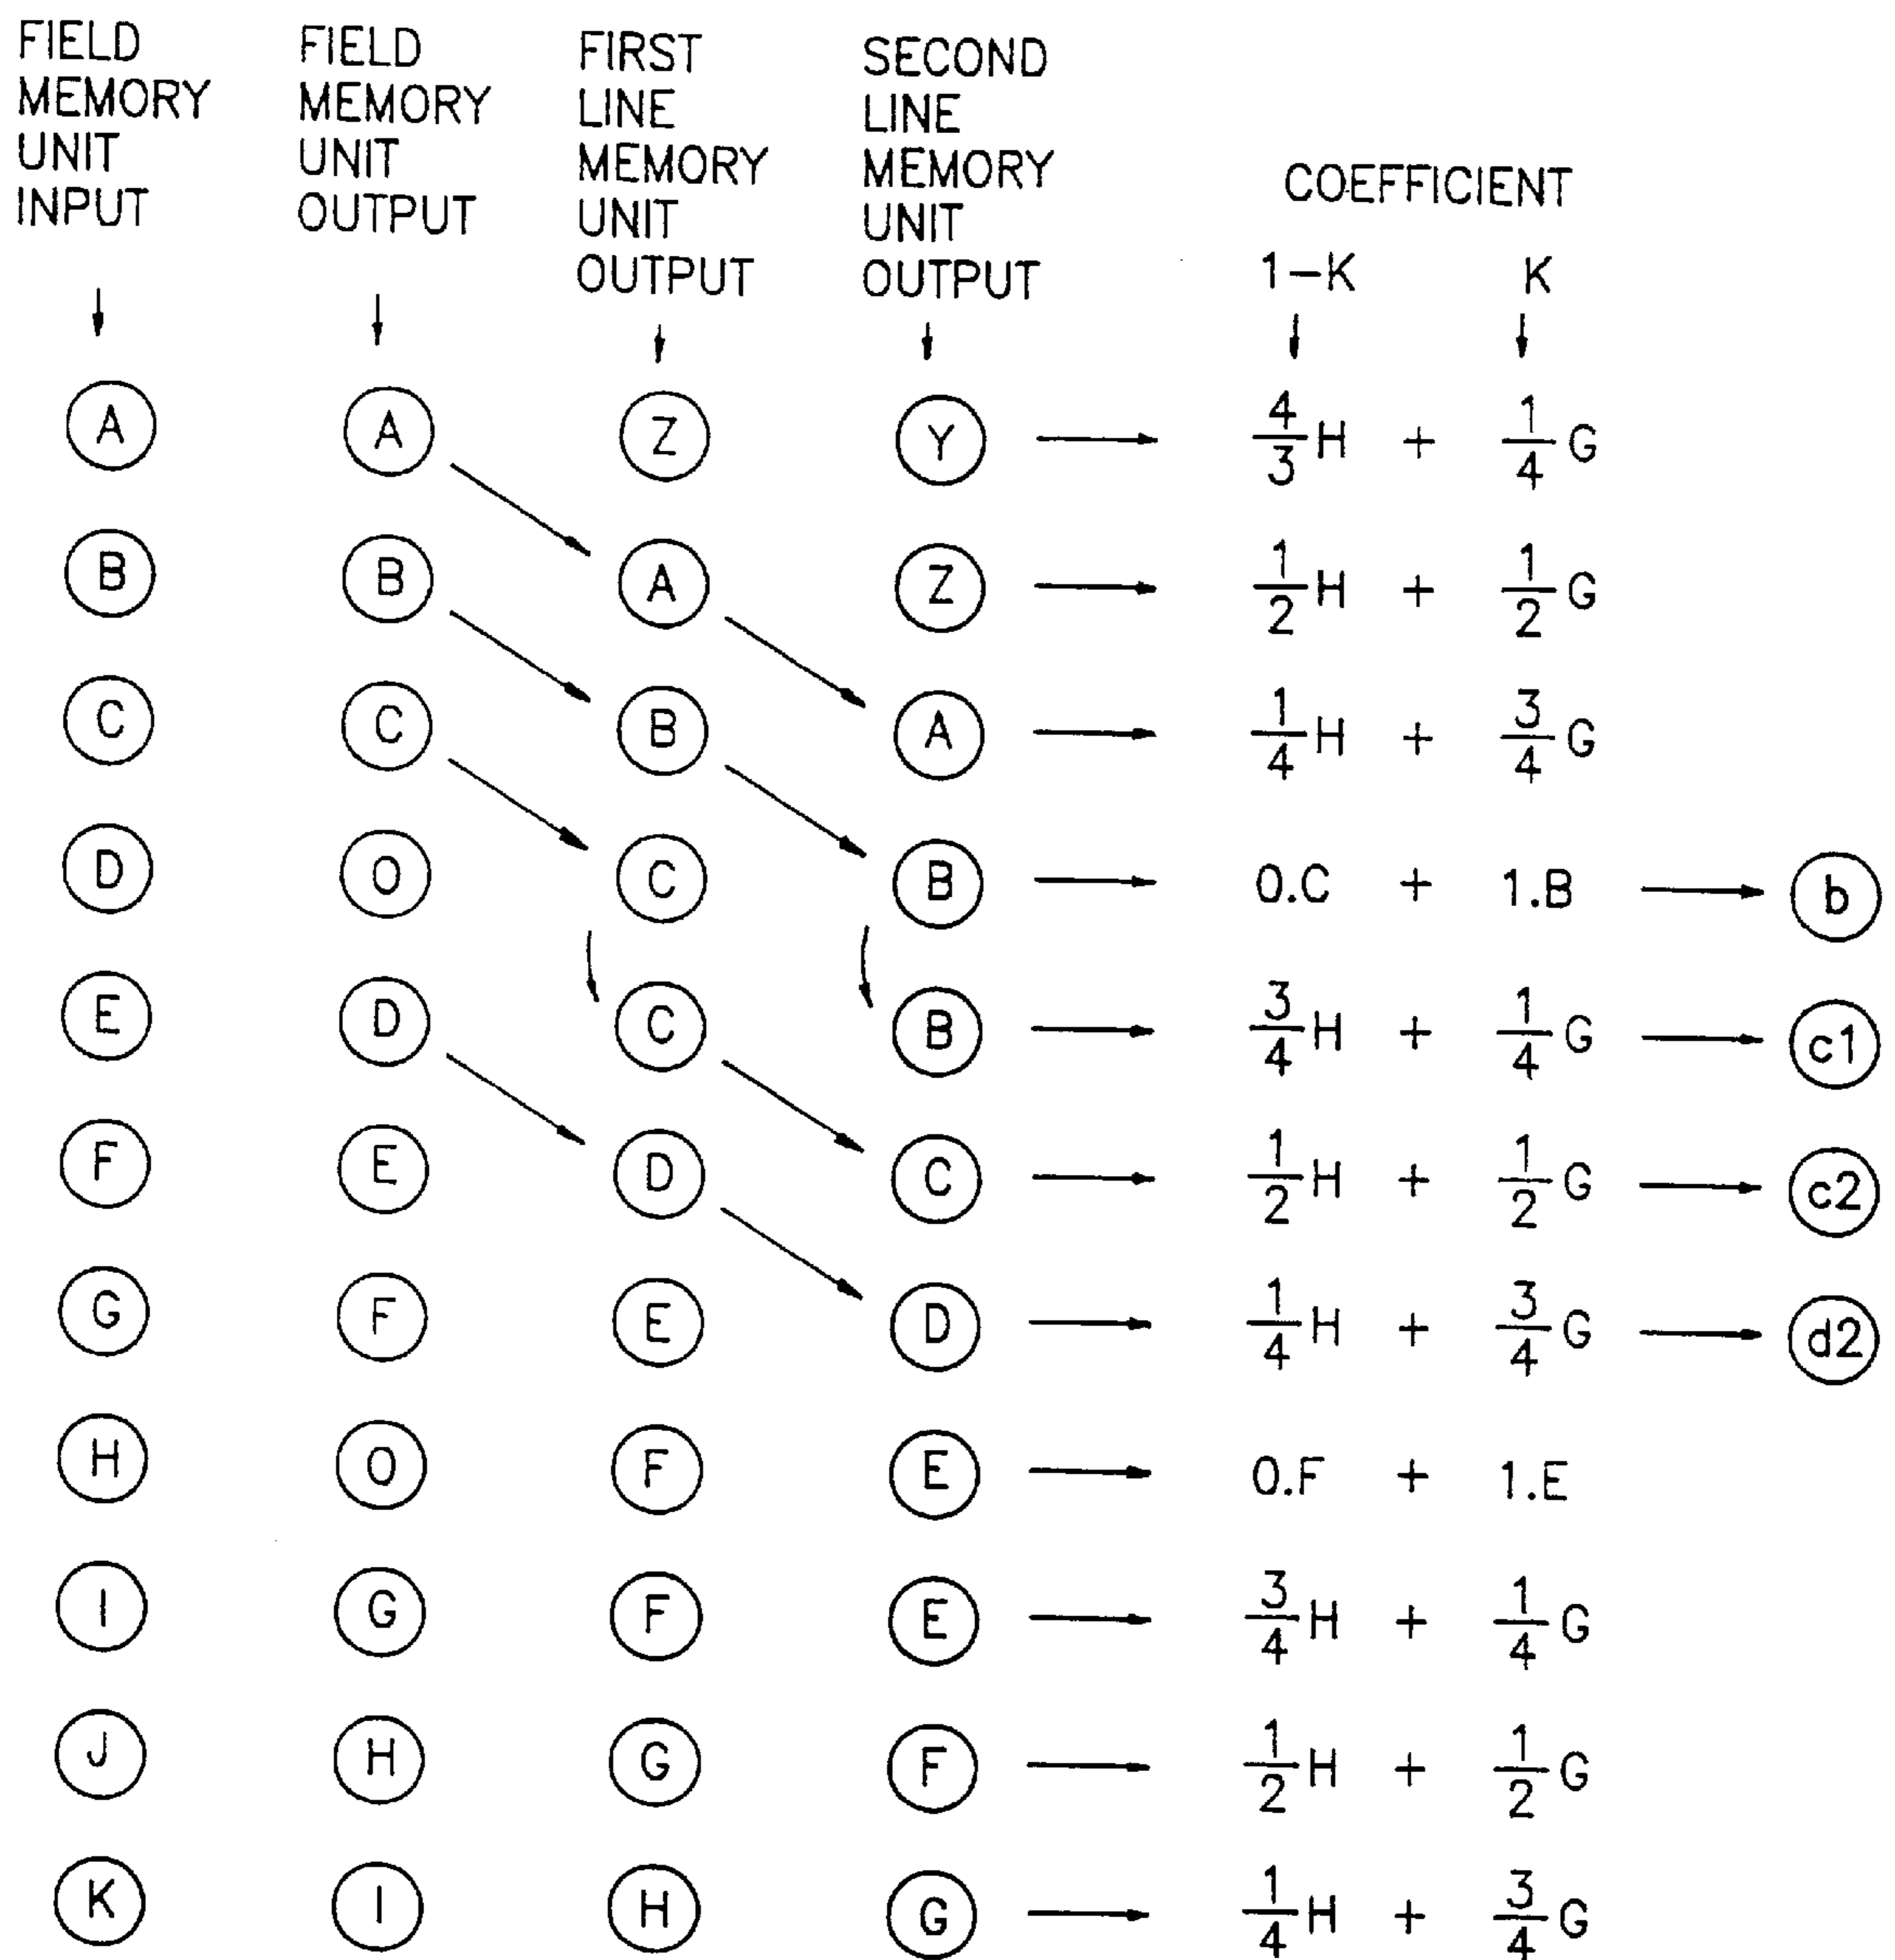 FIELD
MEMORY
UNIT
INPUT
FIELD
MEMORY
UNIT
OUTPUT
FIRST
LINE
MEMORY
UNIT
OUTPUT
SECOND
LINE
MEMORY
UNIT
OUTPUT
COEFFICIENT
1-K K
A A Z Y 4/3 H + 1/4 G
B B A Z 1/2 H + 1/2 G
C C B A 1/4 H + 3/4 G
D O C B 0.C + 1.B b
E D C B 3/4 H + 1/4 G c1
F E D C 1/2 H + 1/2 G c2
G F E D 1/4 H + 3/4 G d2
H O F E 0.F + 1.E
I G F E 3/4 H + 1/4 G
J H G F 1/2 H + 1/2 G
K I H G 1/4 H + 3/4 G